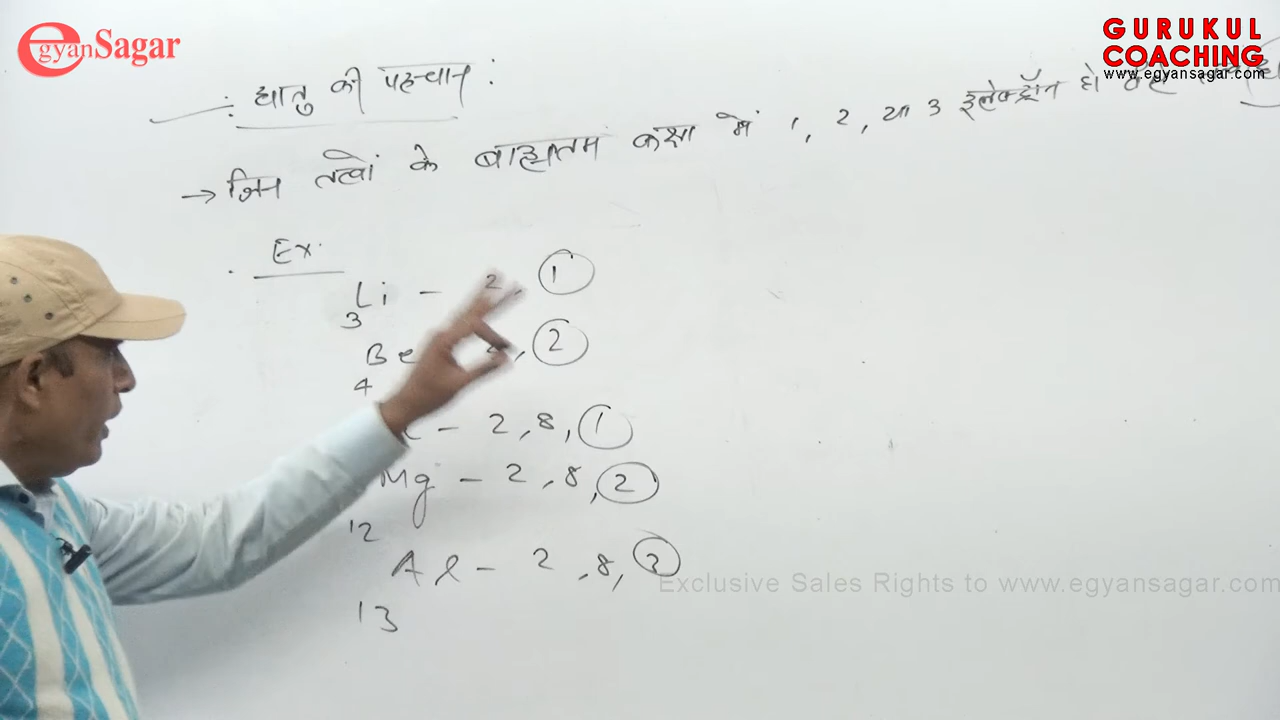 egyanSagar
GURUKUL
COACHING
www.egyansagar.com
: धातु की पहचान :
→ जिन तत्वों के बाह्यतम कक्षा में 1, 2, या 3 इलेक्ट्रॉन हो
Ex.
Li - 2, 1
3
Be 2
4
- 2, 8, 1
Mg - 2, 8, 2
12
Al - 2, 8, 3
13
Exclusive Sales Rights to www.egyansagar.com